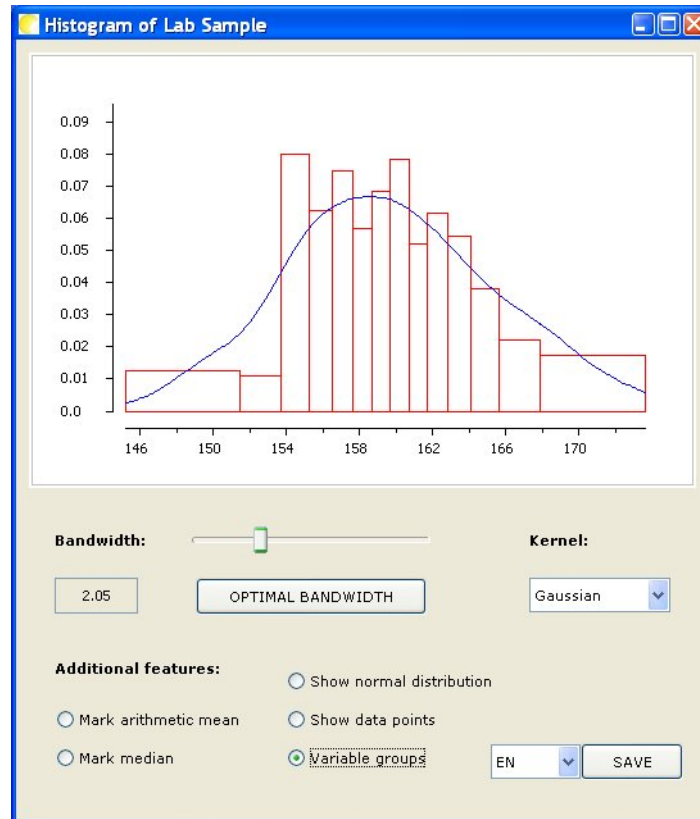 Histogram of Lab Sample
0.09
0.08
0.07
0.06
0.05
0.04
0.03
0.02
0.01
0.0
146 150 154 158 162 166 170
Bandwidth:
Kernel:
2.05 OPTIMAL BANDWIDTH Gaussian
Additional features:
Show normal distribution
Mark arithmetic mean Show data points
Mark median Variable groups EN SAVE